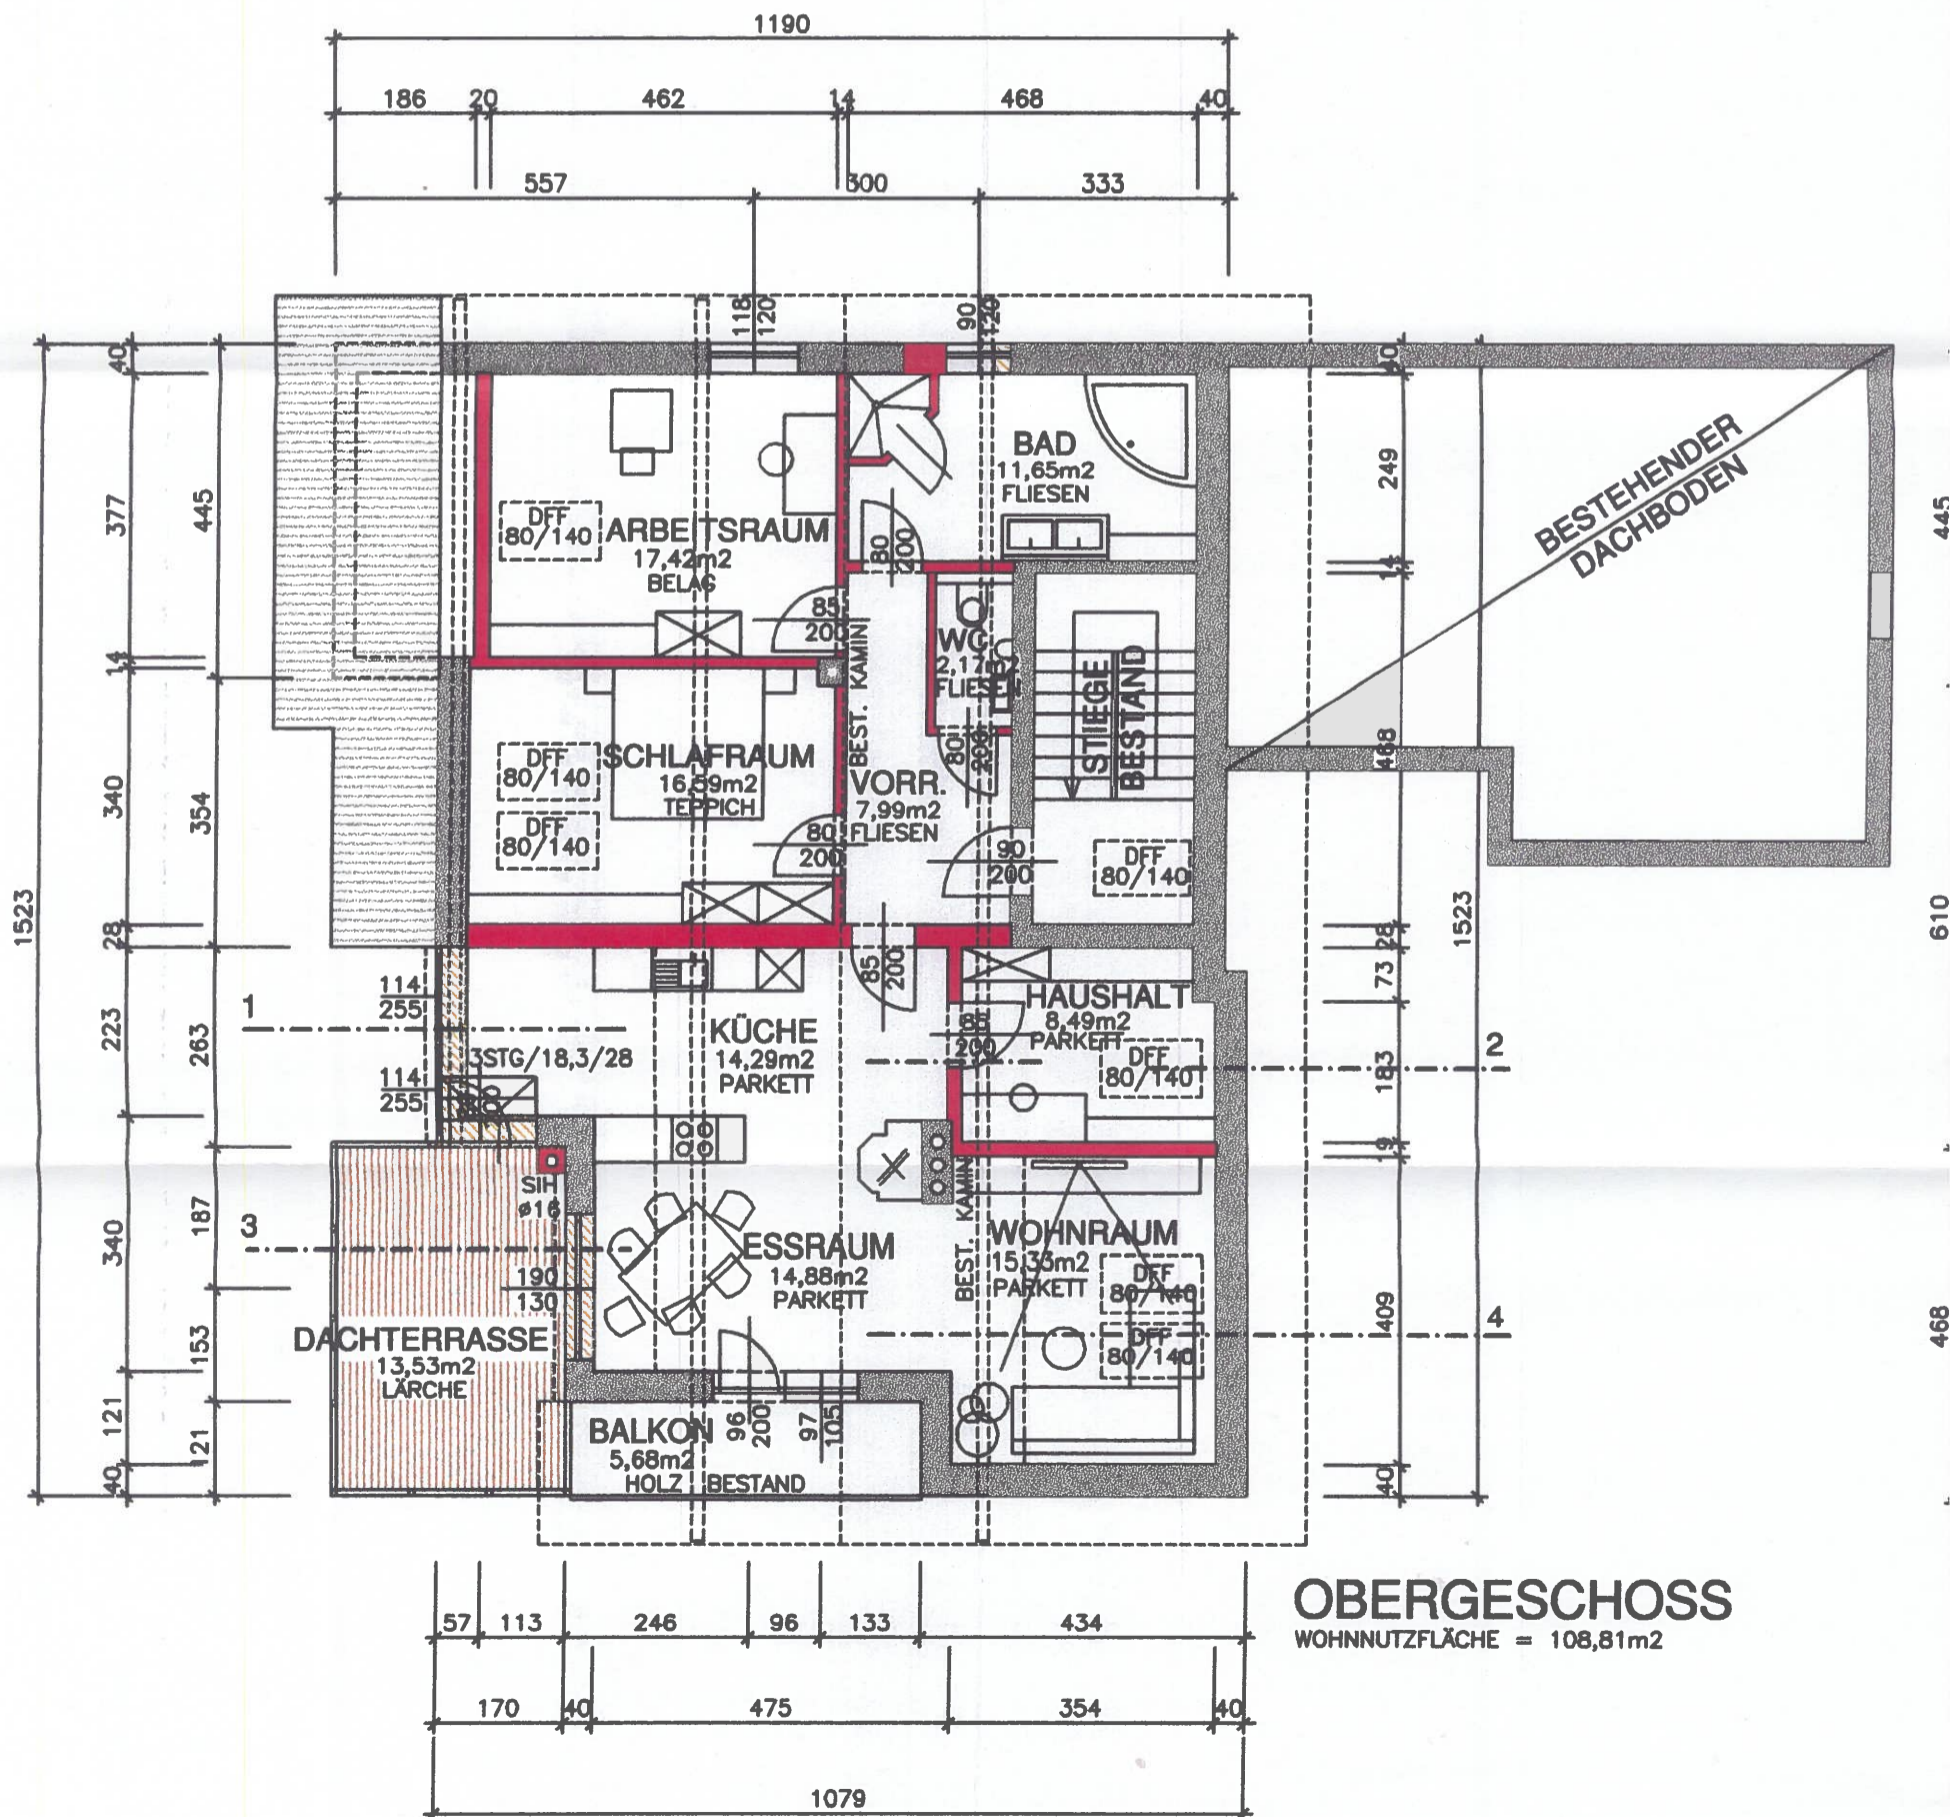 1190
186 20 462 14 468 40
557 300 333
118
120
90
120
40
377
14
340
28
223
340
121
40
1523
445
354
263
187
153
121
40
249
14
468
28
73
183
19
409
40
1523
445
610
468
BESTEHENDER
DACHBODEN
BAD
11,65m2
FLIESEN
DFF
80/140
ARBEITSRAUM
17,42m2
BELAG
80
200
85
200
BEST. KAMIN
WC
FLIE
80
200
STIEGE
BESTAND
DFF
80/140
SCHLAFRAUM
16,59m2
TEPPICH
DFF
80/140
VORR.
7,99m2
FLIESEN
80
200
90
200
DFF
80/140
85
200
114
255
1
KÜCHE
14,29m2
PARKETT
3STG/18,3/28
HAUSHALT
8,49m2
PARKETT
85
200
DFF
80/140
2
114
255
SIH
ø16
3
190
130
ESSRAUM
14,88m2
PARKETT
BEST. KAMIN
WOHNRAUM
15,33m2
PARKETT
DFF
80/140
DFF
80/140
4
DACHTERRASSE
13,53m2
LÄRCHE
BALKON
5,68m2
HOLZ BESTAND
96
200
97
105
57 113 246 96 133 434
170 40 475 354 40
1079
OBERGESCHOSS
WOHNNUTZFLÄCHE = 108,81m2